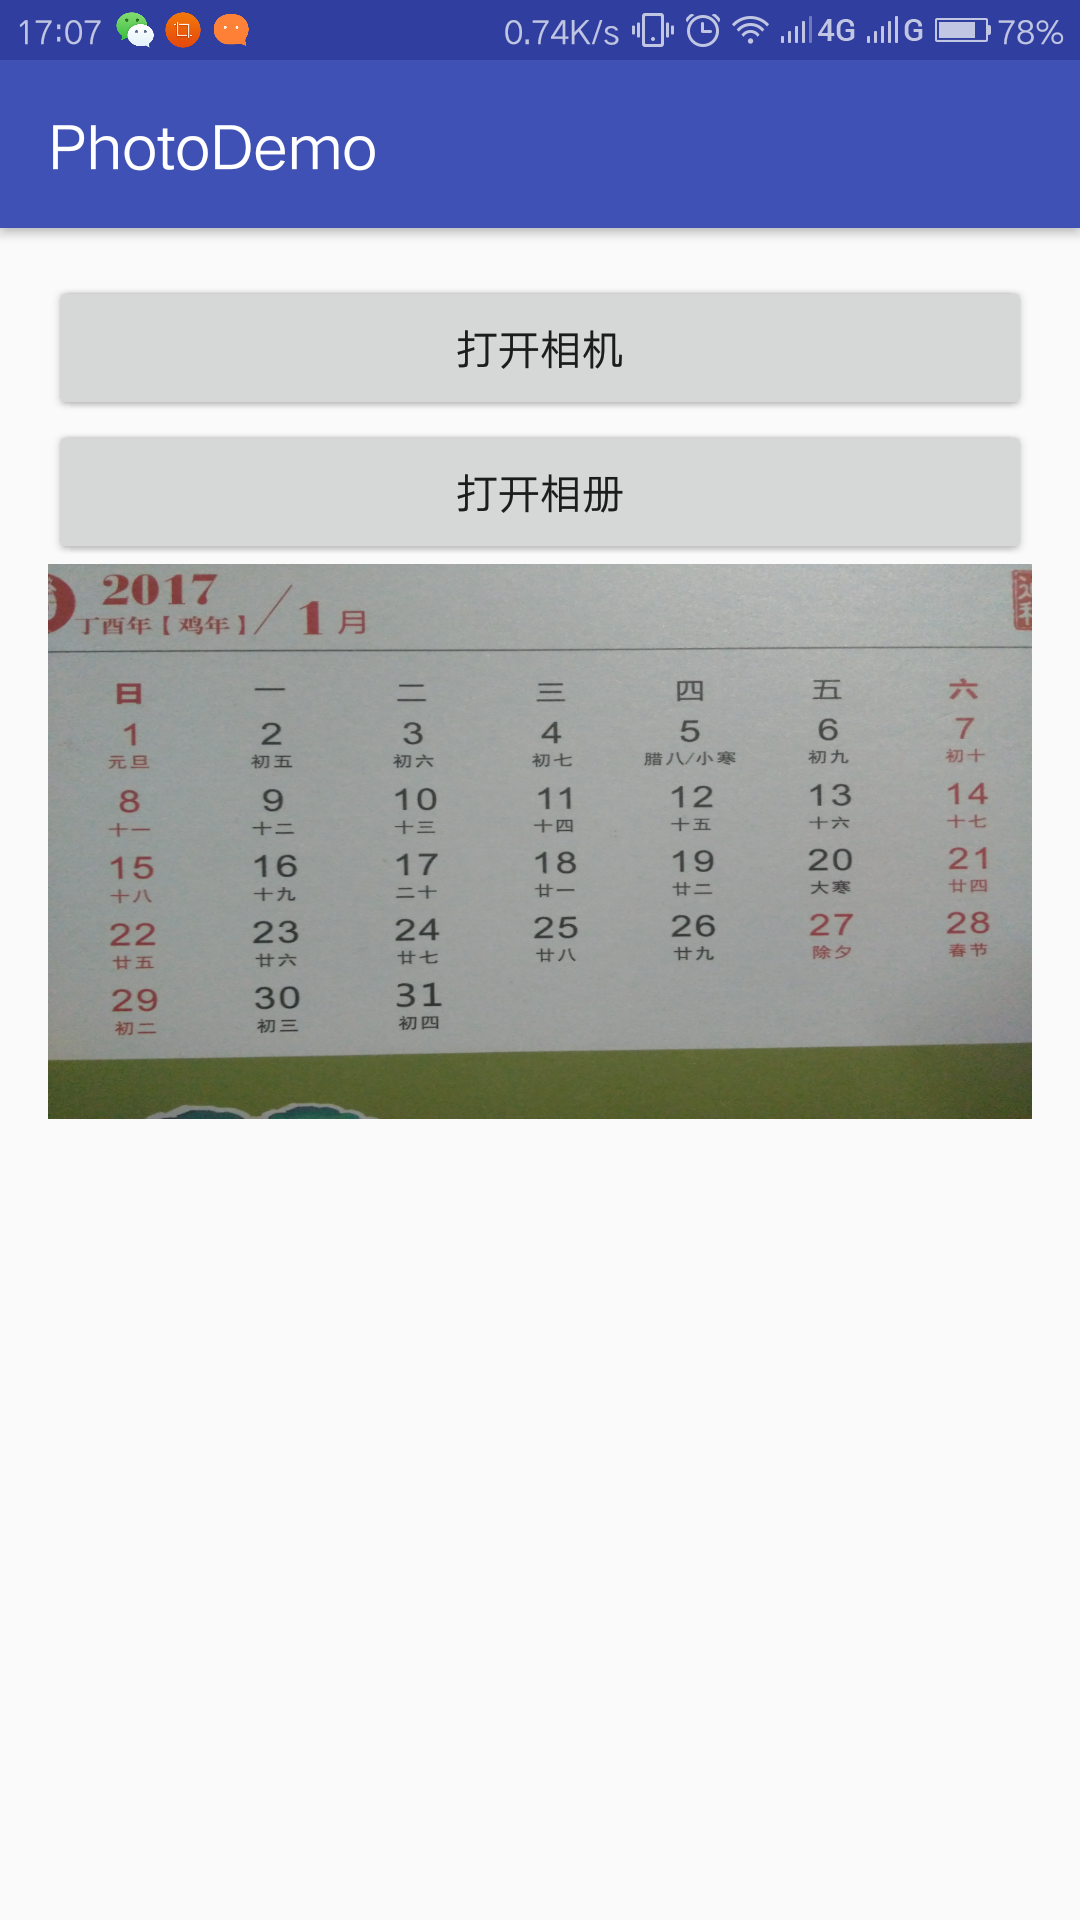 17:07 0.74K/s 4G G 78%
PhotoDemo
打开相机
打开相册
2017
丁酉年【鸡年】/1月
日 一 二 三 四 五 六
1 2 3 4 5 6 7
元旦 初五 初六 初七 腊八/小寒 初九 初十
8 9 10 11 12 13 14
十一 十二 十三 十四 十五 十六 十七
15 16 17 18 19 20 21
十八 十九 二十 廿一 廿二 大寒 廿四
22 23 24 25 26 27 28
廿五 廿六 廿七 廿八 廿九 除夕 春节
29 30 31
初二 初三 初四